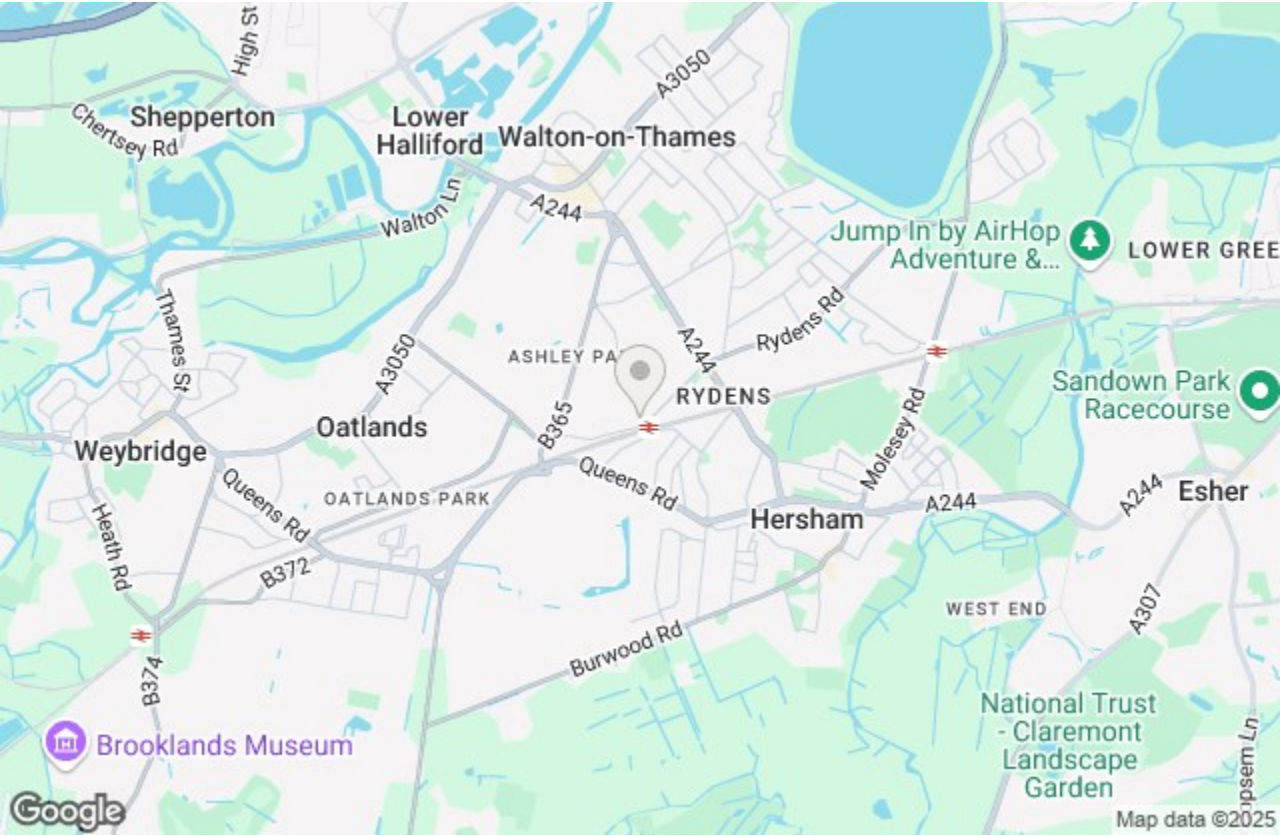 High St
A3050
Shepperton
Chertsey Rd
Lower
Halliford
Walton-on-Thames
Walton Ln
A244
Jump In by AirHop
Adventure &...
LOWER GREE
Thames St
A3050
ASHLEY PA
A244
Rydens Rd
RYDENS
Sandown Park
Racecourse
Oatlands
B365
Molesey Rd
Weybridge
Queens Rd
OATLANDS PARK
Queens Rd
Hersham
A244
A244
Esher
Heath Rd
B372
WEST END
A307
Burwood Rd
B374
Brooklands Museum
National Trust
- Claremont
Landscape
Garden
Ln
Google
Map data ©2025